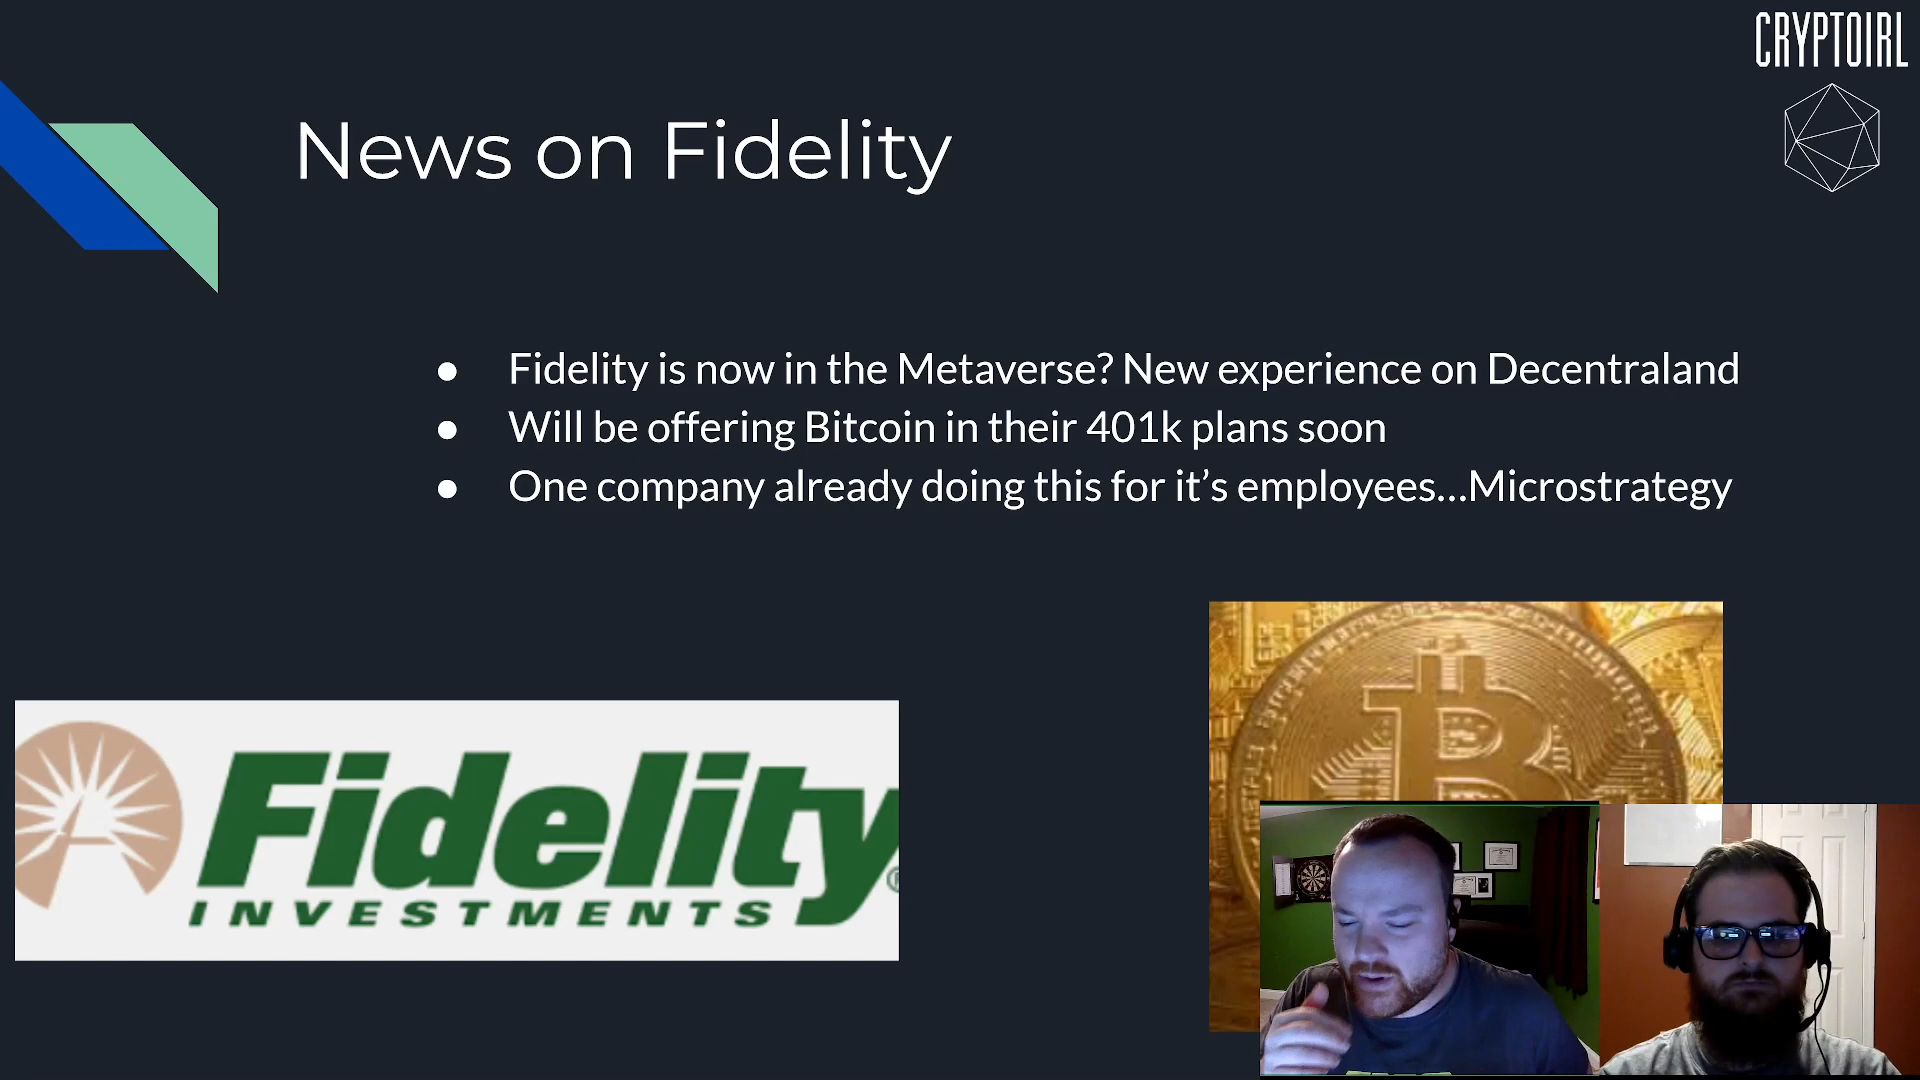 CRYPTOIRL
News on Fidelity
● Fidelity is now in the Metaverse? New experience on Decentraland
● Will be offering Bitcoin in their 401k plans soon
● One company already doing this for it’s employees...Microstrategy
Fidelity
INVESTMENTS